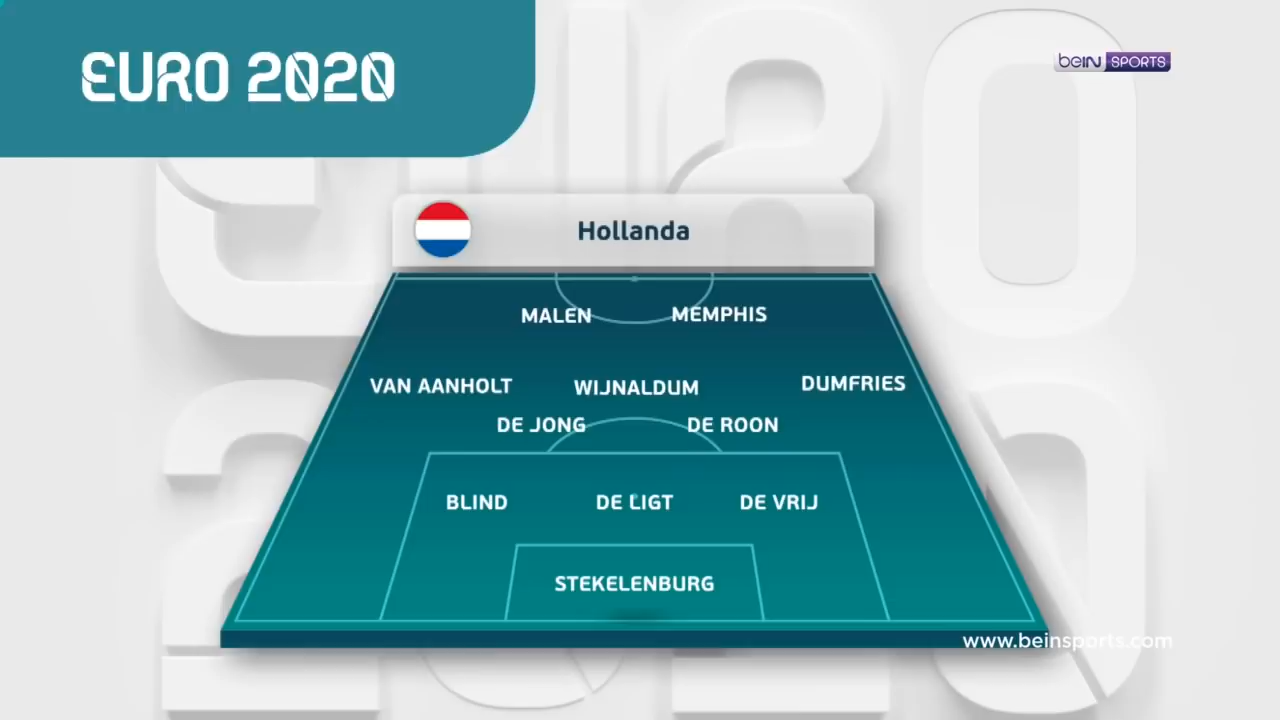 EURO 2020
beIN SPORTS
Hollanda
MALEN MEMPHIS
VAN AANHOLT WIJNALDUM DUMFRIES
DE JONG DE ROON
BLIND DE LIGT DE VRIJ
STEKELENBURG
www.beinsports.com